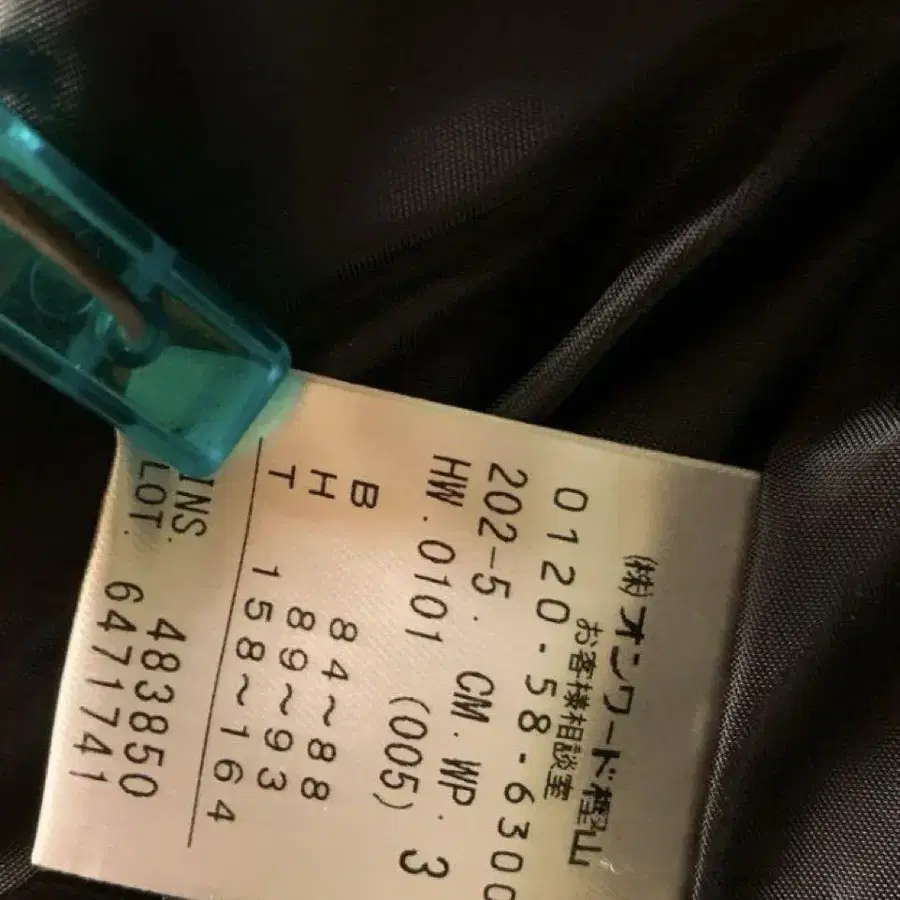 (株)オンワード樫山
お客様相談室
0120-58-6300
202-5. CM. WP. 3
HW. 0101 (005)
B 84~88
H 89~93
T 158~164
INS. 483850
LOT. 6471741